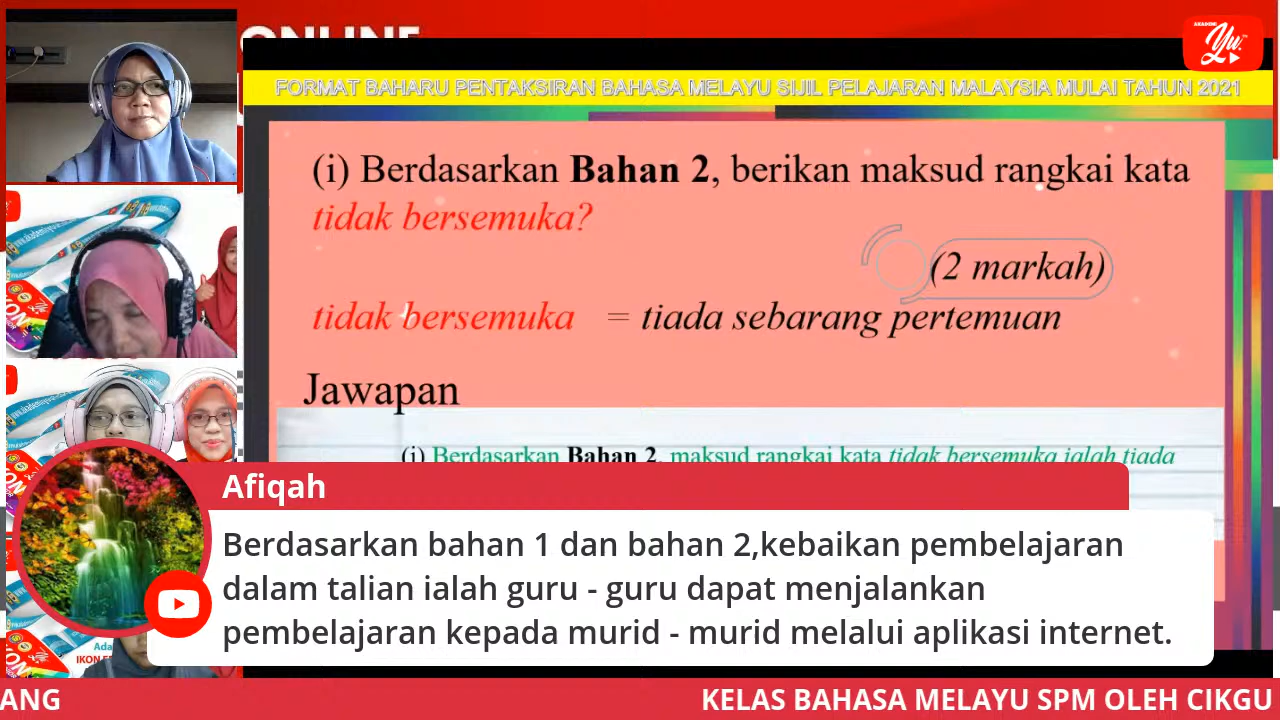 ONLINE
AKADEMI
Yu.
FORMAT BAHARU PENTAKSIRAN BAHASA MELAYU SIJIL PELAJARAN MALAYSIA MULAI TAHUN 2021
(i) Berdasarkan Bahan 2, berikan maksud rangkai kata
tidak bersemuka?
(2 markah)
tidak bersemuka = tiada sebarang pertemuan
Jawapan
(i) Berdasarkan Bahan 2, maksud rangkai kata tidak bersemuka ialah tiada
Afiqah
Berdasarkan bahan 1 dan bahan 2,kebaikan pembelajaran
dalam talian ialah guru - guru dapat menjalankan
pembelajaran kepada murid - murid melalui aplikasi internet.
Ada
ANG
KELAS BAHASA MELAYU SPM OLEH CIKGU